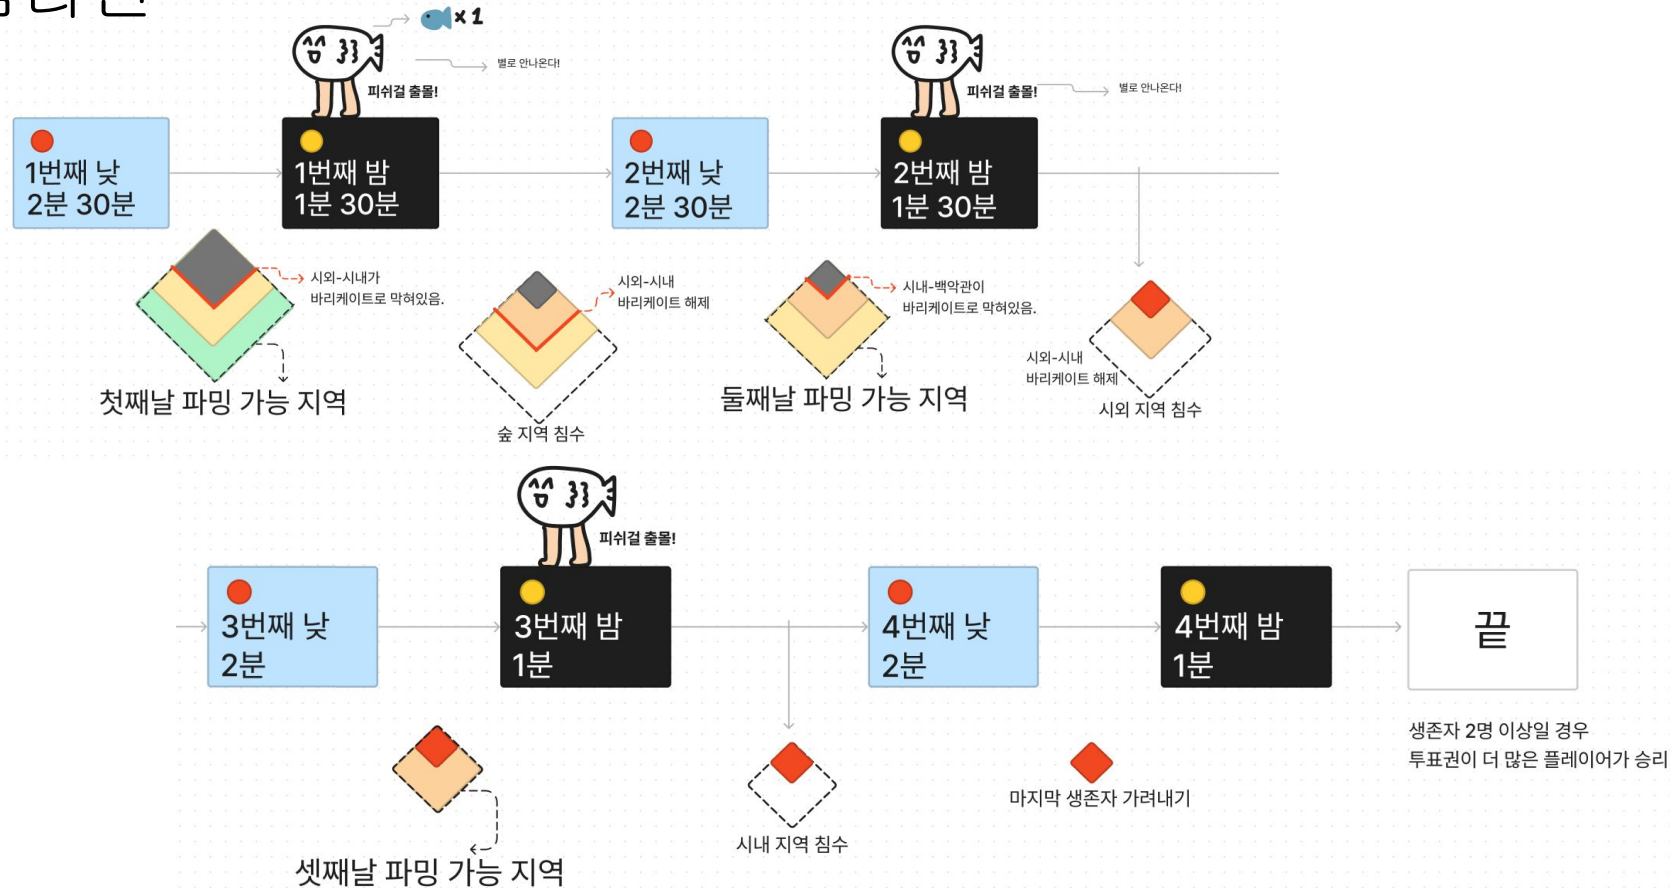 x 1
별로 안나온다!
피쉬걸 출몰!
별로 안나온다!
피쉬걸 출몰!
1번째 낮
2분 30분
1번째 밤
1분 30분
2번째 낮
2분 30분
2번째 밤
1분 30분
시외-시내가
바리케이트로 막혀있음.
첫째날 파밍 가능 지역
시외-시내
바리케이트 해제
숲 지역 침수
시내-백악관이
바리케이트로 막혀있음.
둘째날 파밍 가능 지역
시외-시내
바리케이트 해제
시외 지역 침수
피쉬걸 출몰!
3번째 낮
2분
3번째 밤
1분
4번째 낮
2분
4번째 밤
1분
끝
셋째날 파밍 가능 지역
시내 지역 침수
마지막 생존자 가려내기
생존자 2명 이상일 경우
투표권이 더 많은 플레이어가 승리